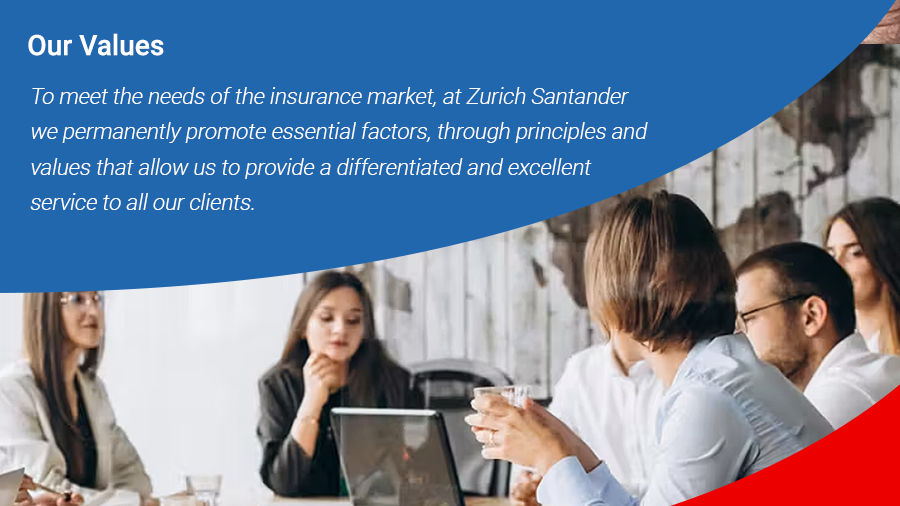 Our Values
To meet the needs of the insurance market, at Zurich Santander
we permanently promote essential factors, through principles and
values that allow us to provide a differentiated and excellent
service to all our clients.